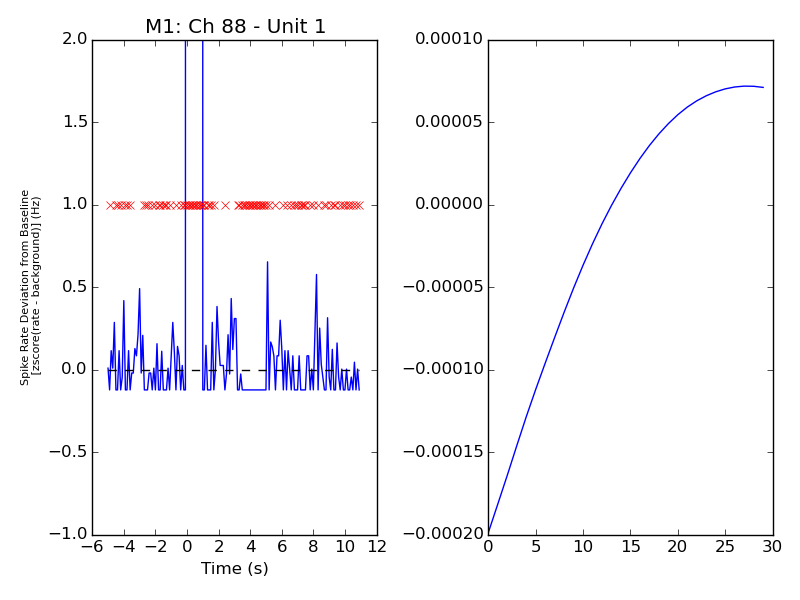 M1: Ch 88 - Unit 1
2.0
1.5
1.0
0.5
0.0
−0.5
−1.0
−6 −4 −2 0 2 4 6 8 10 12
Time (s)
Spike Rate Deviation from Baseline
[zscore(rate - background)] (Hz)
0.00010
0.00005
0.00000
−0.00005
−0.00010
−0.00015
−0.00020
0 5 10 15 20 25 30